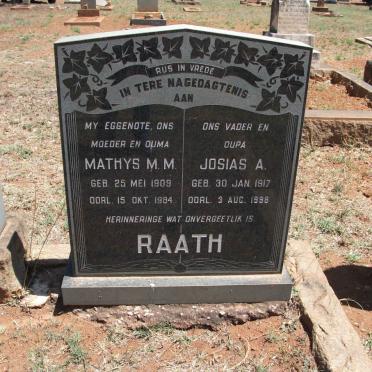 RUS IN VREDE
IN TERE NAGEDAGTENIS
AAN
MY EGGENOTE, ONS
MOEDER EN OUMA
MATHYS M. M.
GEB. 25 MEI 1909
OORL. 15 OKT. 1984
ONS VADER EN
OUPA
JOSIAS A.
GEB. 30 JAN. 1917
OORL. 3 AUG. 1998
HERINNERINGE WAT ONVERGEETLIK IS
RAATH